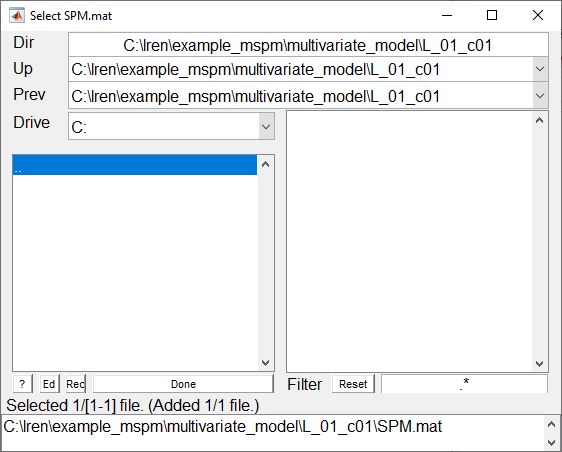 Select SPM.mat
Dir C:\lren\example_mspm\multivariate_model\L_01_c01
Up C:\lren\example_mspm\multivariate_model\L_01_c01
Prev C:\lren\example_mspm\multivariate_model\L_01_c01
Drive C:
..
? Ed Rec Done Filter Reset .*
Selected 1/[1-1] file. (Added 1/1 file.)
C:\lren\example_mspm\multivariate_model\L_01_c01\SPM.mat